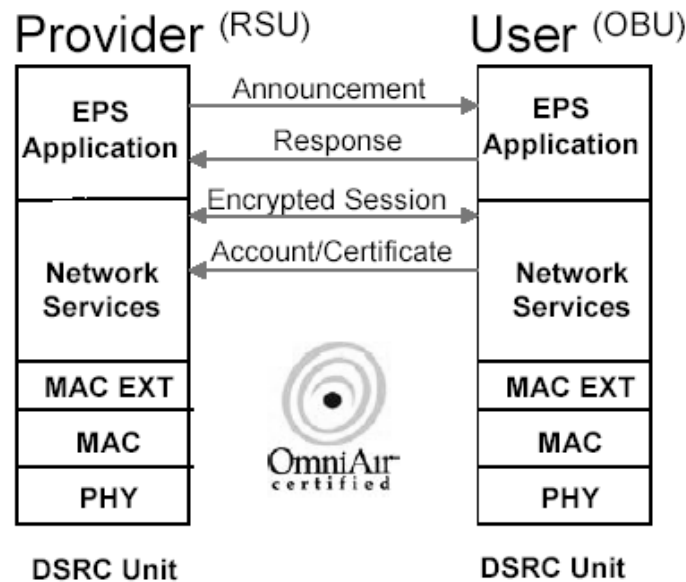 Provider (RSU)
User (OBU)
EPS
Application
Announcement
Response
EPS
Application
Encrypted Session
Account/Certificate
Network
Services
Network
Services
MAC EXT
MAC EXT
MAC
MAC
PHY
PHY
OmniAir
certified
DSRC Unit
DSRC Unit